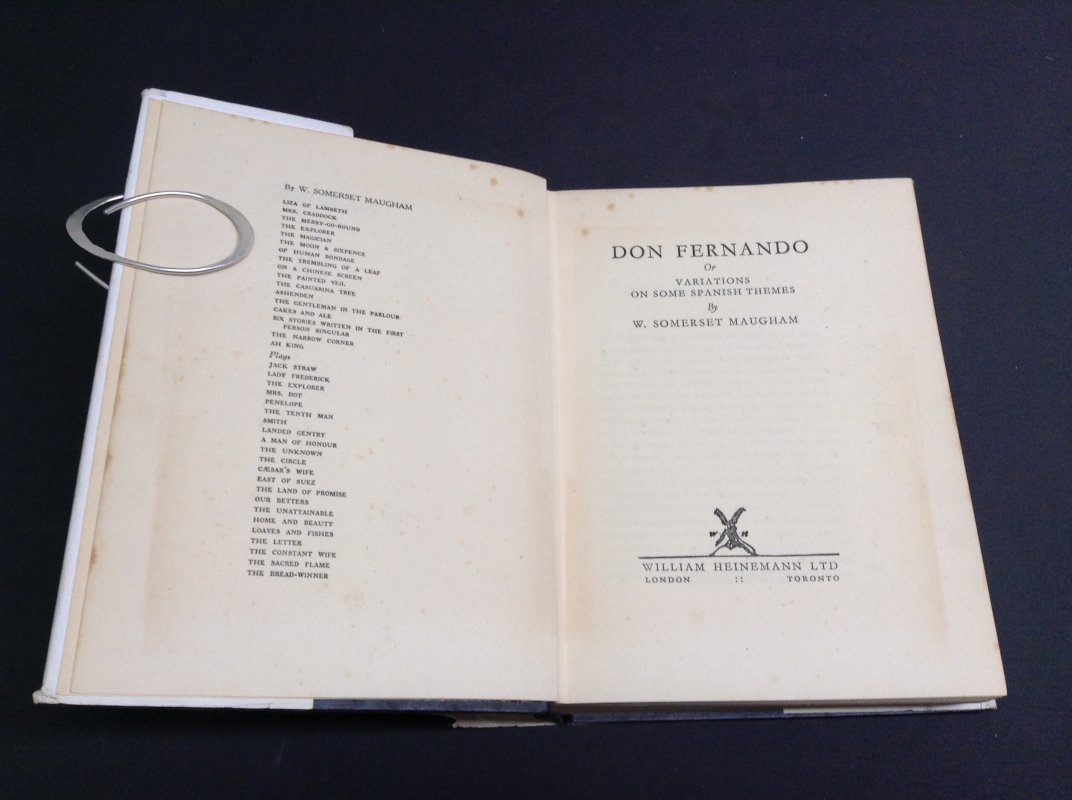 By W. SOMERSET MAUGHAM
LIZA OF LAMBETH
MRS. CRADDOCK
THE MERRY-GO-ROUND
THE EXPLORER
THE MAGICIAN
THE MOON & SIXPENCE
OF HUMAN BONDAGE
THE TREMBLING OF A LEAF
ON A CHINESE SCREEN
THE PAINTED VEIL
THE CASUARINA TREE
ASHENDEN
THE GENTLEMAN IN THE PARLOUR
CAKES AND ALE
SIX STORIES WRITTEN IN THE FIRST
PERSON SINGULAR
THE NARROW CORNER
AH KING
Plays
JACK STRAW
LADY FREDERICK
THE EXPLORER
MRS. DOT
PENELOPE
THE TENTH MAN
SMITH
LANDED GENTRY
A MAN OF HONOUR
THE UNKNOWN
THE CIRCLE
CÆSAR'S WIFE
EAST OF SUEZ
THE LAND OF PROMISE
OUR BETTERS
THE UNATTAINABLE
HOME AND BEAUTY
LOAVES AND FISHES
THE LETTER
THE CONSTANT WIFE
THE SACRED FLAME
THE BREAD-WINNER
DON FERNANDO
Or
VARIATIONS
ON SOME SPANISH THEMES
By
W. SOMERSET MAUGHAM
W H
WILLIAM HEINEMANN LTD
LONDON :: TORONTO